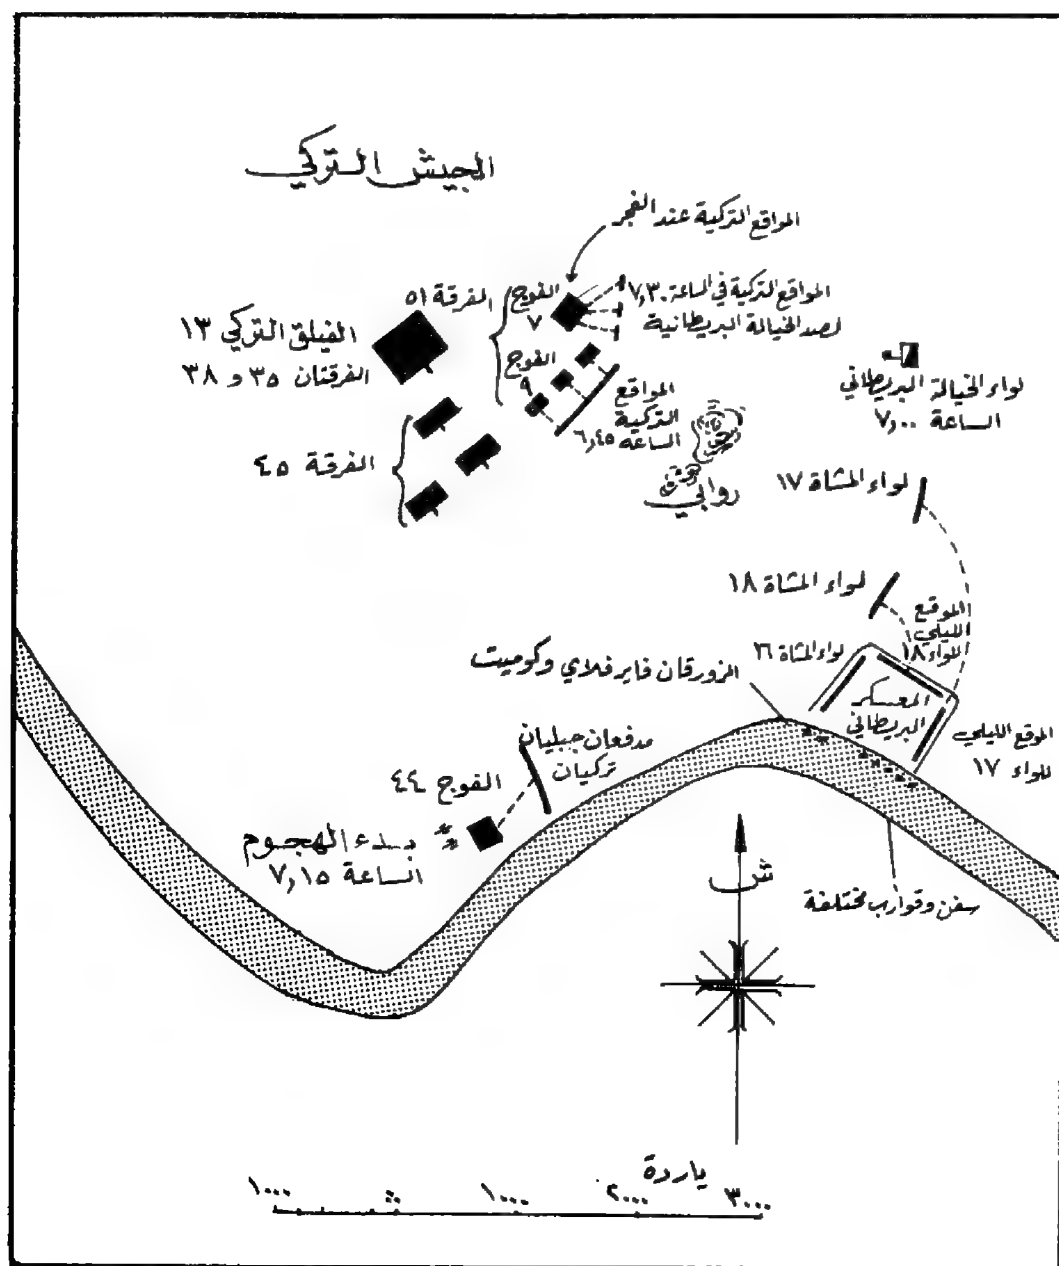 الجيش التركي
المواقع التركية عند الفجر
المواقع التركية في الساعة ٧,٣٠
لصد الخيالة البريطانية
الفرقة ٥١
الفوج
٧
الفوج
٩
الفيلق التركي ١٣
الفرقتان ٣٥ و ٣٨
المواقع
التركية
الساعة ٦,٤٥
لواء الخيالة البريطاني
الساعة ٧,٠٠
الفرقة ٤٥
روابي
لواء المشاة ١٧
لواء المشاة ١٨
الموقع
الليلي
للواء ١٨
لواء المشاة ١٦
الزورقان فايرفلاي وكوميت
المعسكر
البريطاني
الموقع الليلي
للواء ١٧
مدفعان جبليان
تركيان
الفوج ٤٤
بدء الهجوم
الساعة ٧,١٥
ش
سفن وقوارب مختلفة
ياردة
١٠٠٠ ٠ ١٠٠٠ ٢٠٠٠ ٣٠٠٠